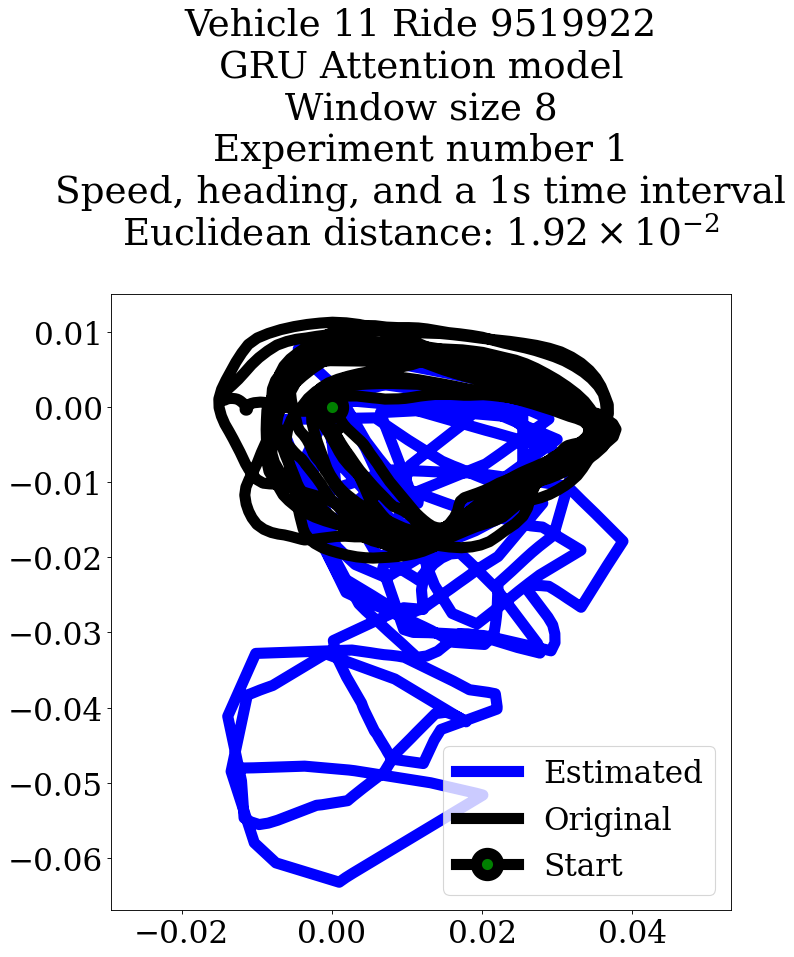 Vehicle 11 Ride 9519922
GRU Attention model
Window size 8
Experiment number 1
Speed, heading, and a 1s time interval
Euclidean distance: 1.92 × 10⁻²
0.01
0.00
−0.01
−0.02
−0.03
−0.04
−0.05
−0.06
Estimated
Original
Start
−0.02
0.00
0.02
0.04